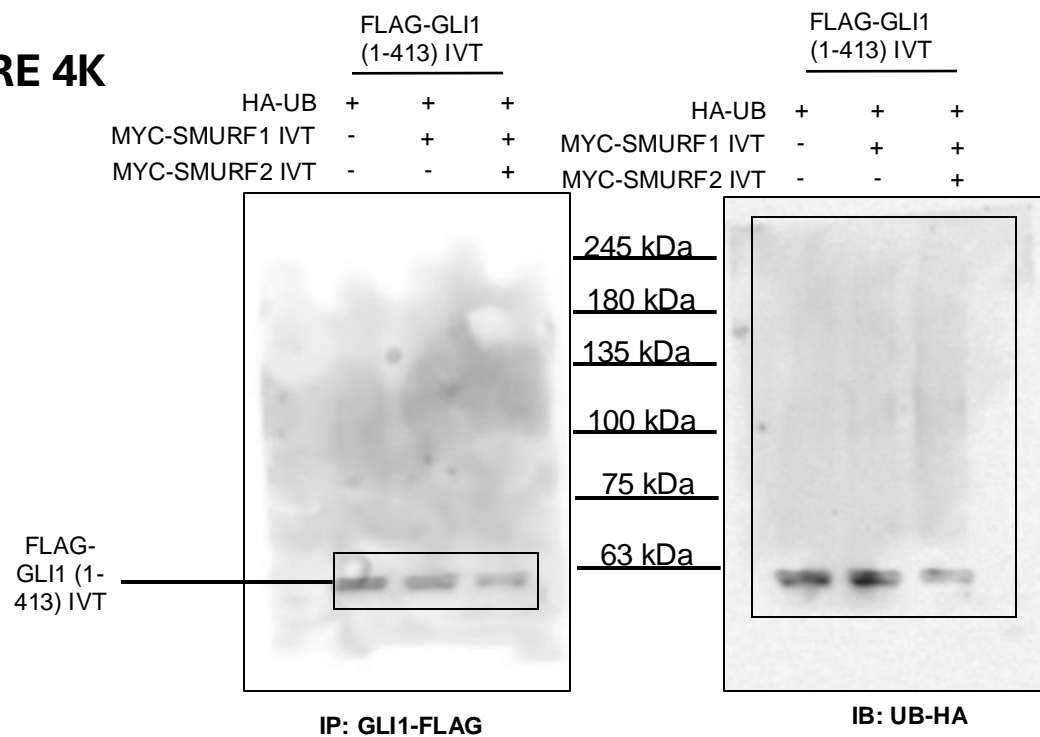 RE 4K
FLAG-GLI1
(1-413) IVT
HA-UB + + +
MYC-SMURF1 IVT - + +
MYC-SMURF2 IVT - - +
FLAG-GLI1
(1-413) IVT
HA-UB + + +
MYC-SMURF1 IVT - + +
MYC-SMURF2 IVT - - +
245 kDa
180 kDa
135 kDa
100 kDa
75 kDa
63 kDa
FLAG-
GLI1 (1-
413) IVT
IP: GLI1-FLAG
IB: UB-HA